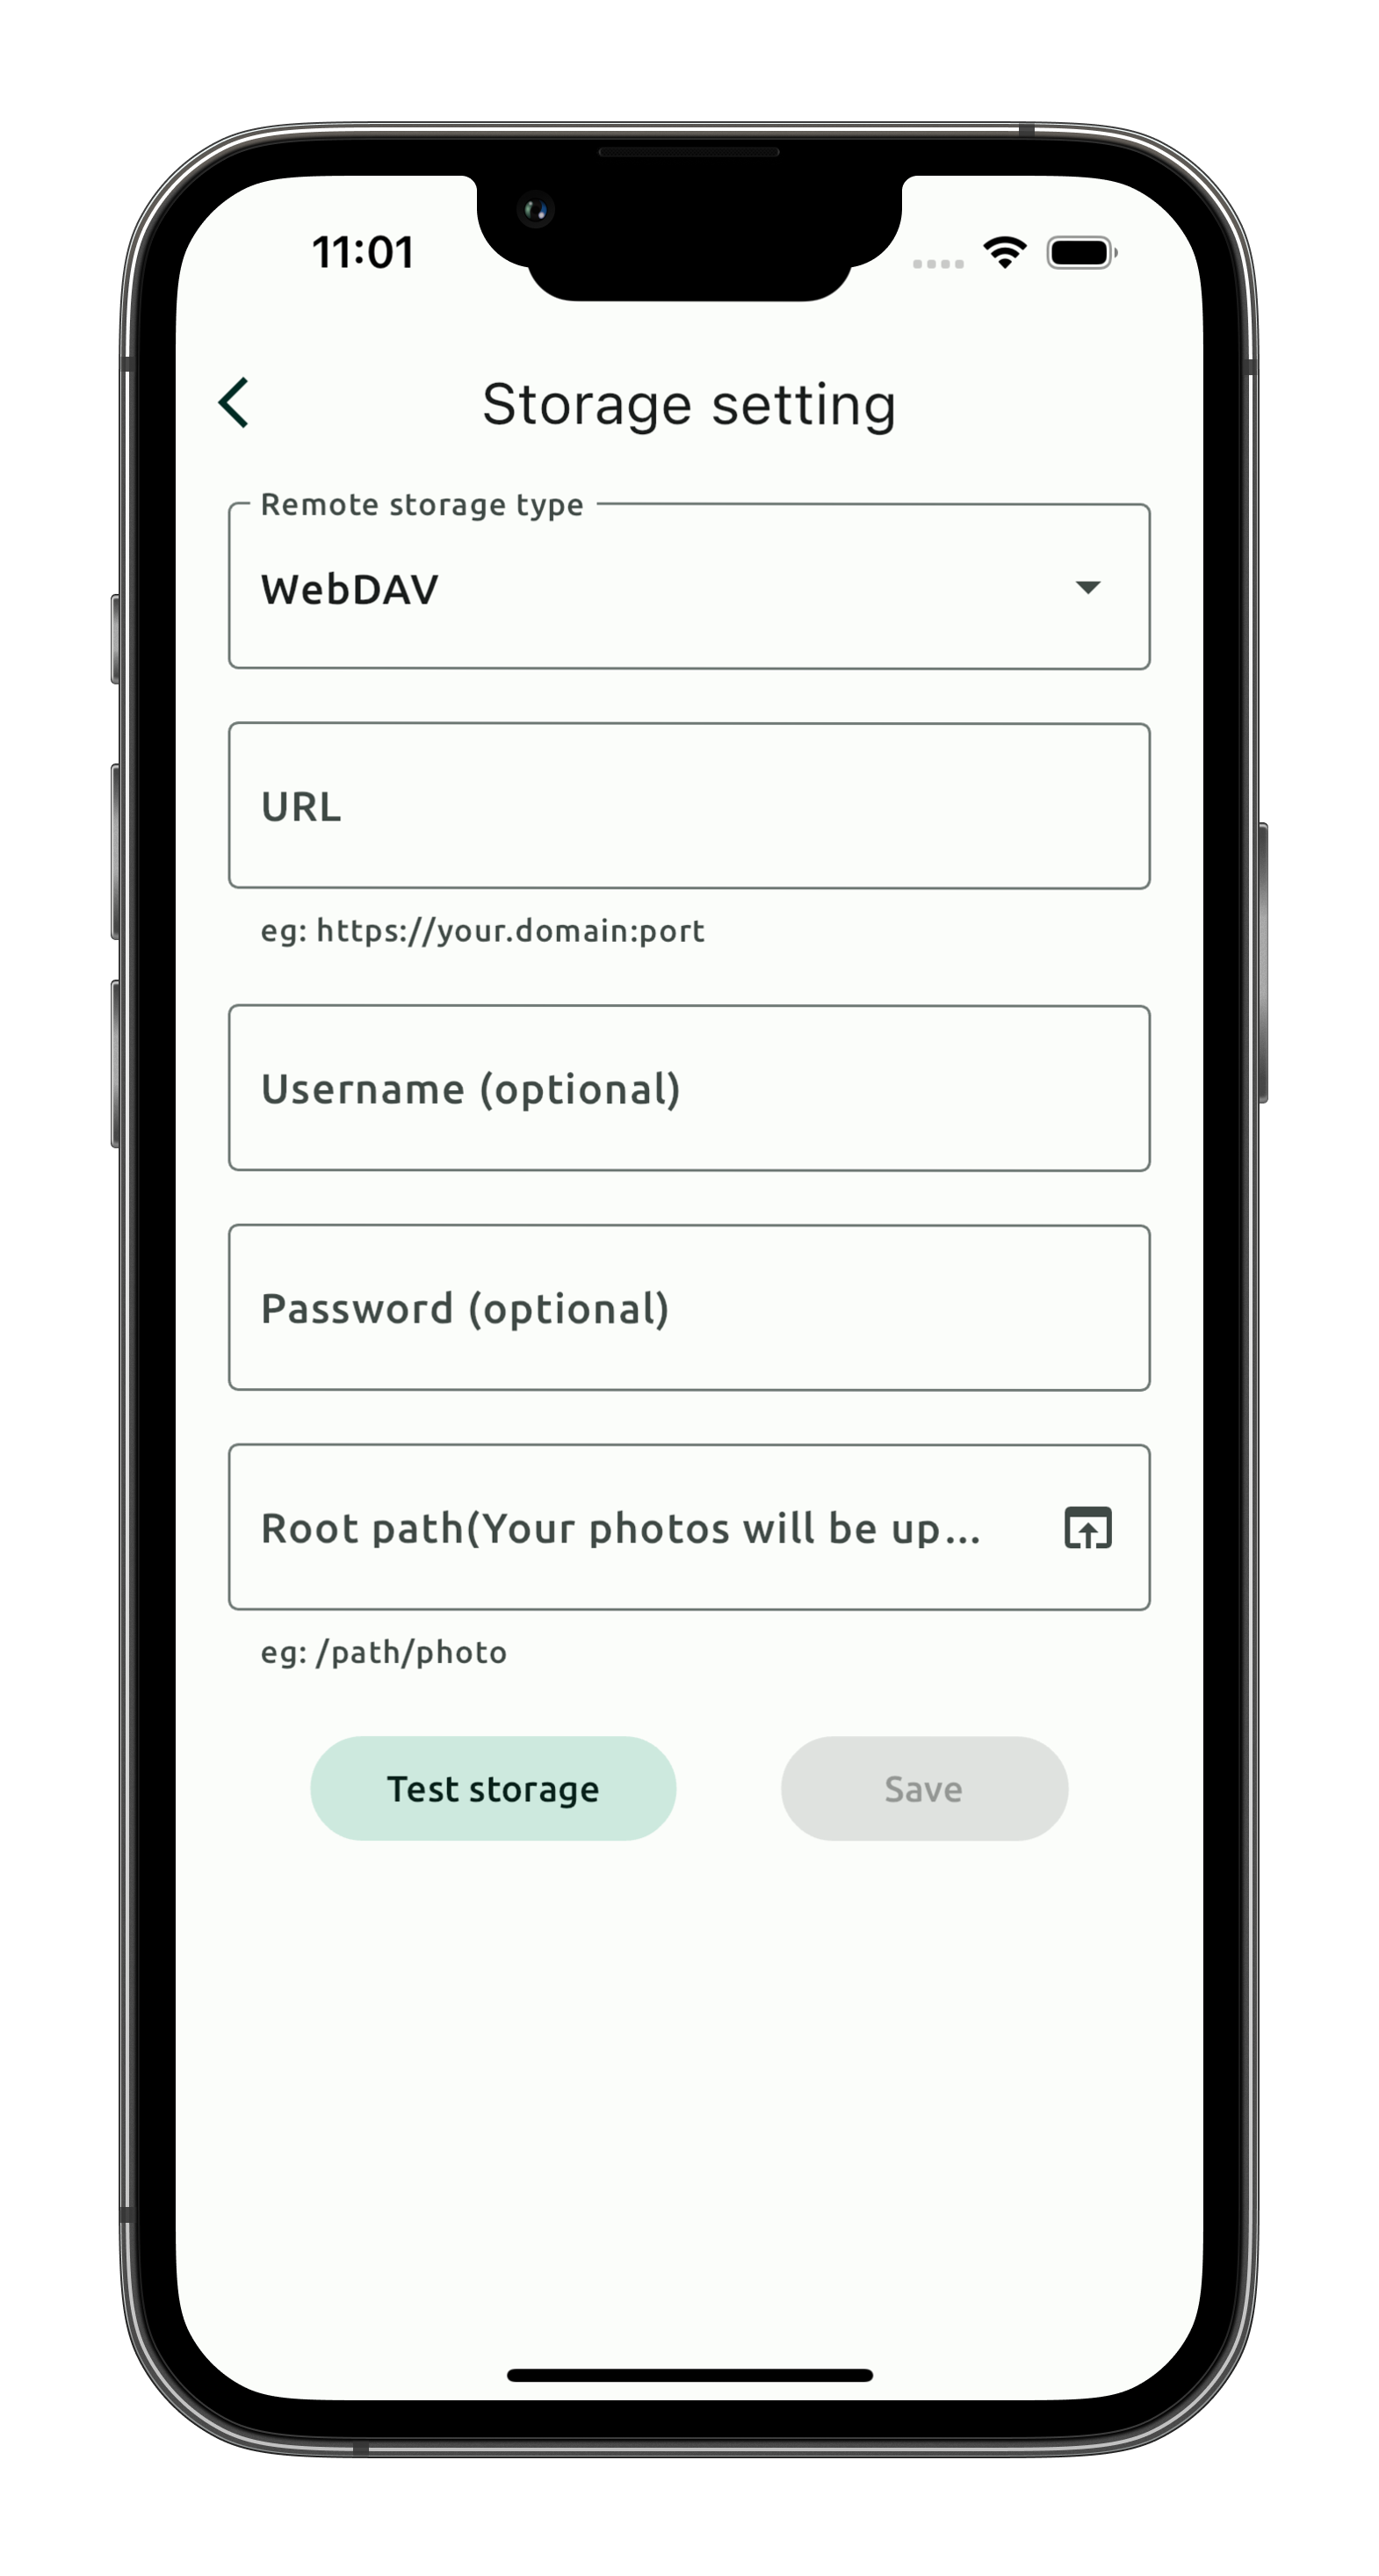 11:01
Storage setting
Remote storage type
WebDAV
URL
eg: https://your.domain:port
Username (optional)
Password (optional)
Root path(Your photos will be up...
eg: /path/photo
Test storage
Save